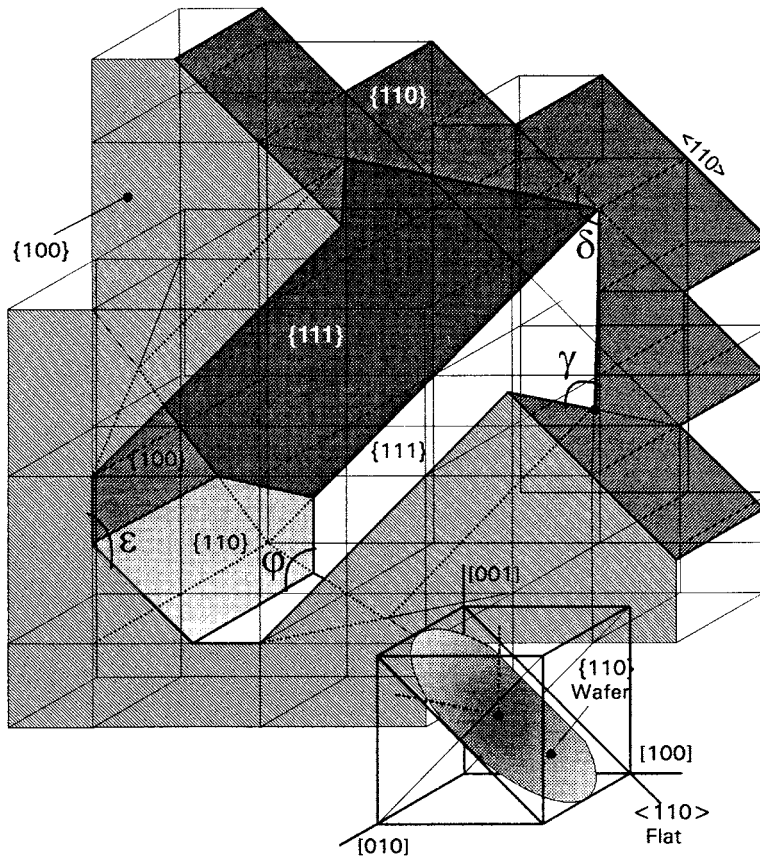 {110}
<110>
{100}
δ
{111}
γ
{100}
{111}
ε
{110}
φ
[001]
{110}
Wafer
[100]
<110>
Flat
[010]